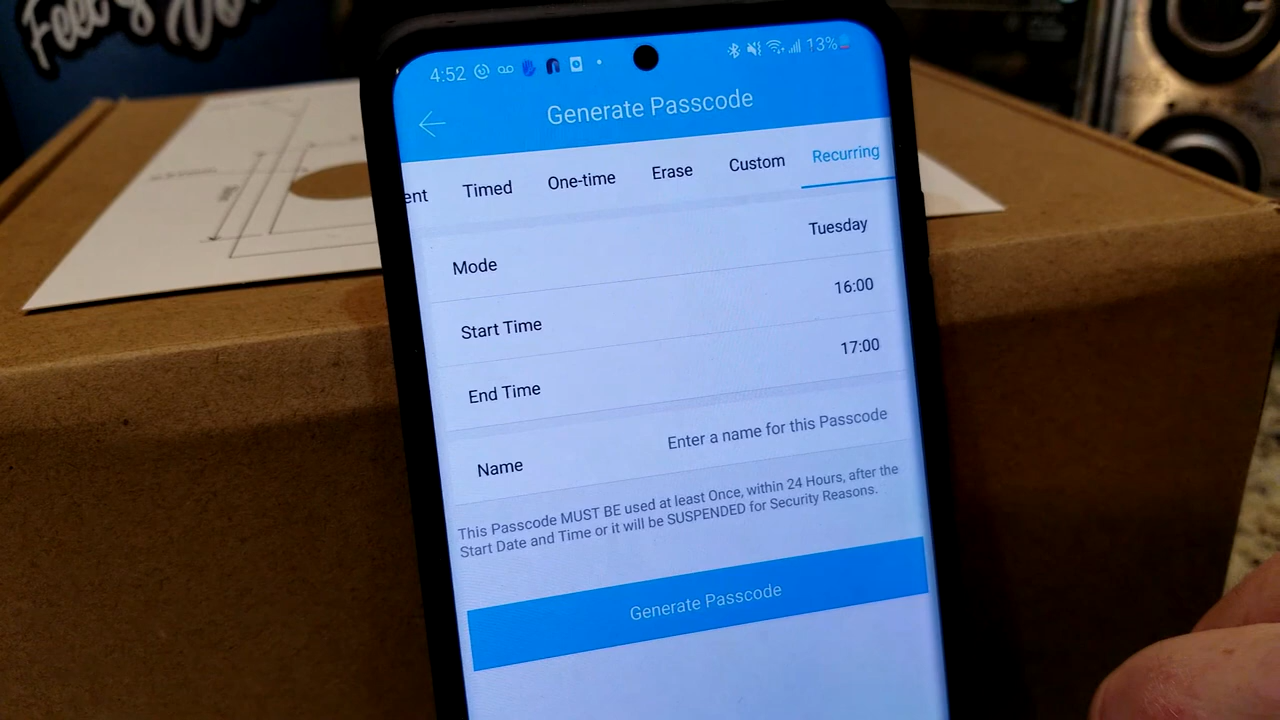 4:52
13%
Generate Passcode
ent Timed One-time Erase Custom Recurring
Mode Tuesday
Start Time 16:00
End Time 17:00
Name Enter a name for this Passcode
This Passcode MUST BE used at least Once, within 24 Hours, after the
Start Date and Time or it will be SUSPENDED for Security Reasons.
Generate Passcode